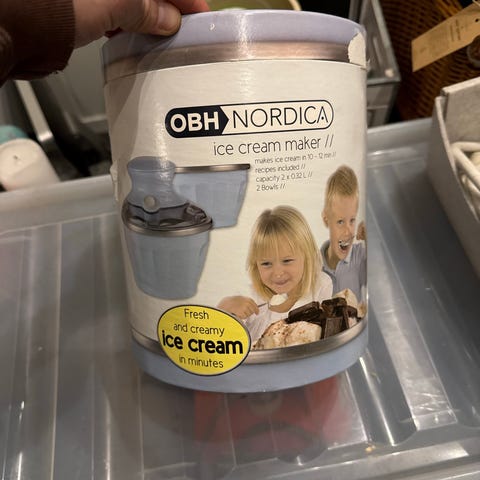 OBH NORDICA
ice cream maker //
makes ice cream in 10 - 12 min //
recipes included //
capacity 2 x 0.32 L //
2 Bowls //
Fresh
and creamy
ice cream
in minutes